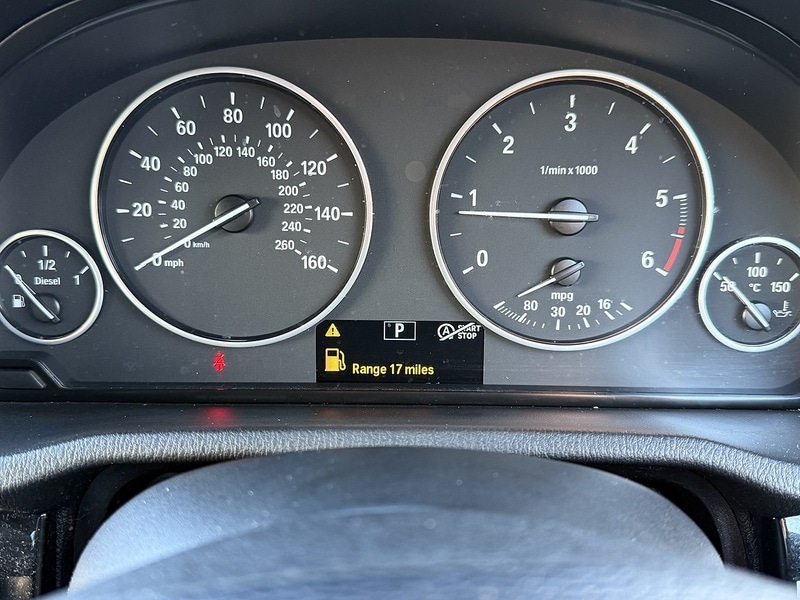 20 40 60 80 100 120 140 160
0 mph
20 40 60 80 100 120 140 160 180 200 220 240 260
0 km/h
0 1 2 3 4 5 6
1/min x 1000
80 30 20 16
mpg
1/2 1
Diesel
50 100 150
°C
P
A START
STOP
Range 17 miles